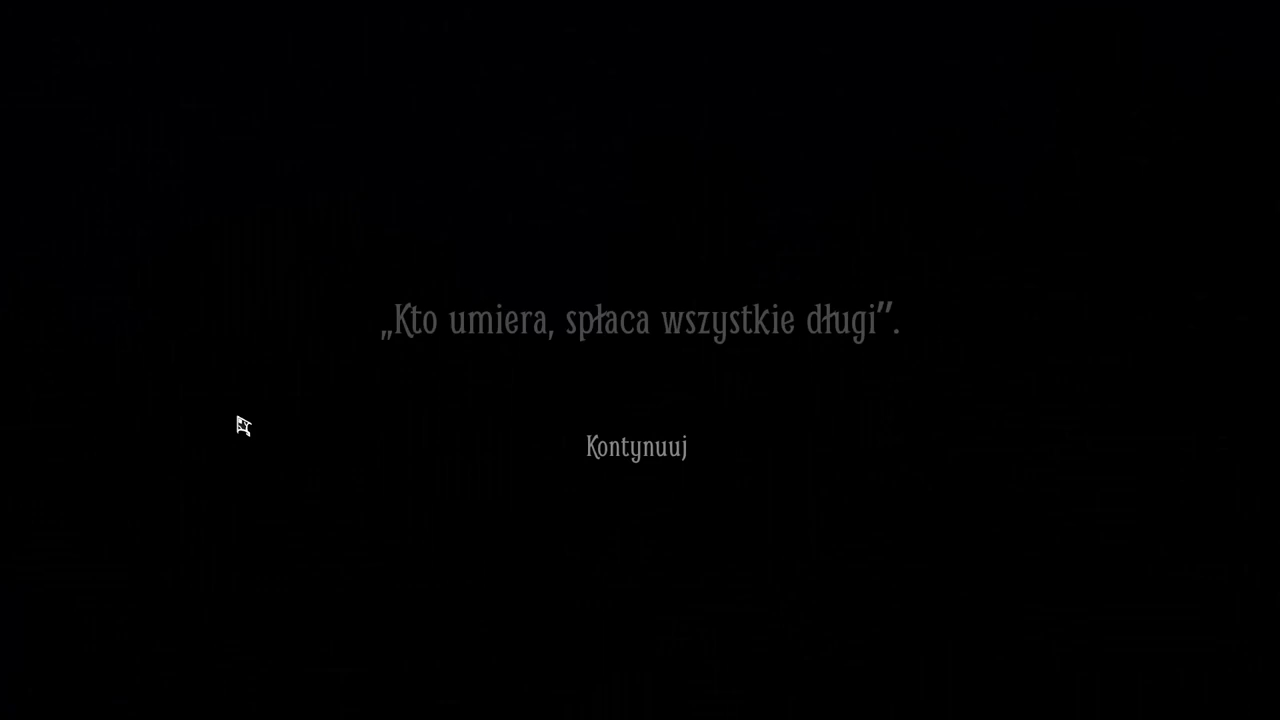 „Kto umiera, spłaca wszystkie długi”.
Kontynuuj